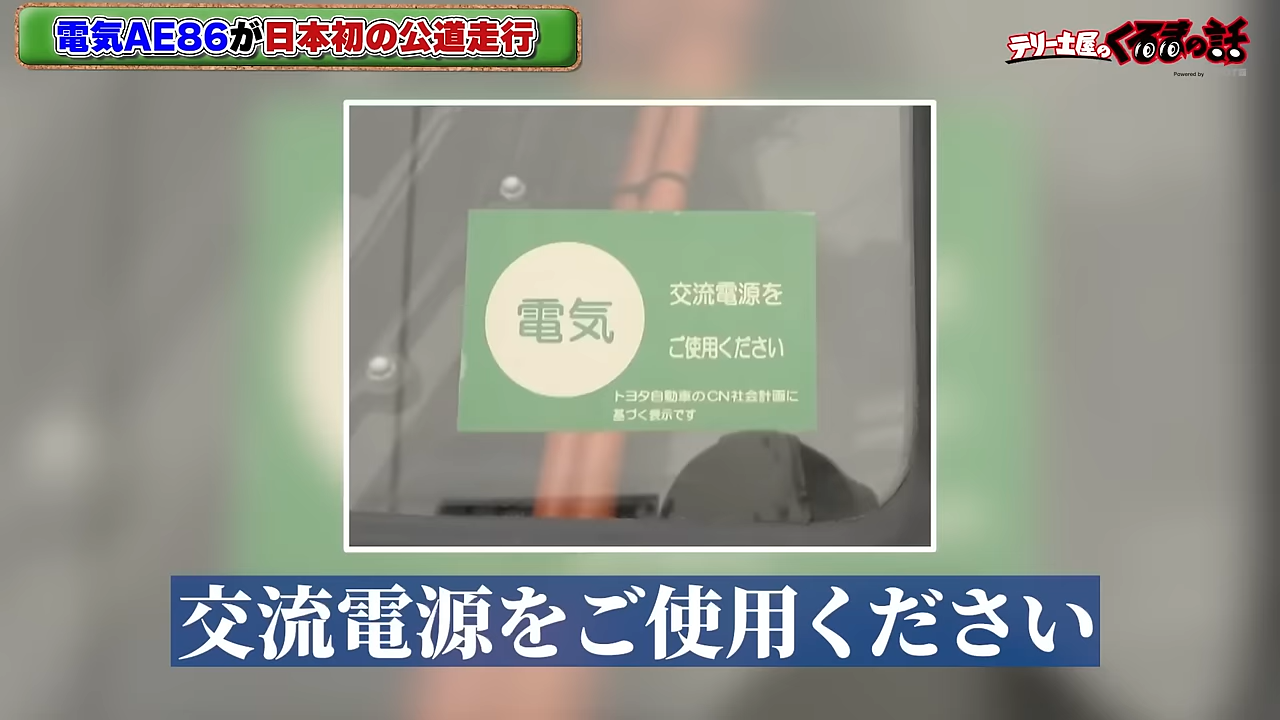 電気AE86が日本初の公道走行
テリー土屋のくるまの話
Powered by
電気
交流電源を
ご使用ください
トヨタ自動車のCN社会計画に
基づく表示です
交流電源をご使用ください